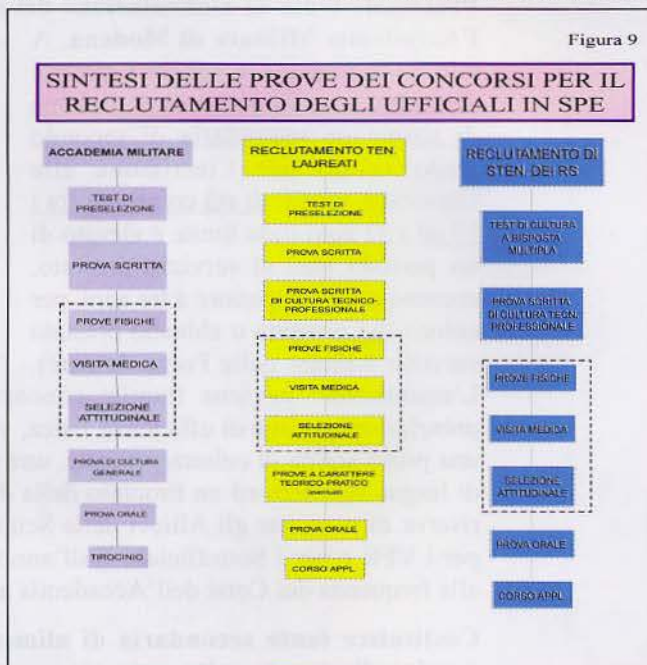 Figura 9
SINTESI DELLE PROVE DEI CONCORSI PER IL
RECLUTAMENTO DEGLI UFFICIALI IN SPE
ACCADEMIA MILITARE
TEST DI
PRESELEZIONE
PROVA SCRITTA
PROVE FISICHE
VISITA MEDICA
SELEZIONE
ATTITUDINALE
PROVA DI CULTURA
GENERALE
PROVA ORALE
TIROCINIO
RECLUTAMENTO TEN.
LAUREATI
TEST DI
PRESELEZIONE
PROVA SCRITTA
PROVA SCRITTA
DI CULTURA TECNICO-
PROFESSIONALE
PROVE FISICHE
VISITA MEDICA
SELEZIONE
ATTITUDINALE
PROVE A CARATTERE
TEORICO-PRATICO
(eventuali)
PROVA ORALE
CORSO APPL.
RECLUTAMENTO DI
STEN. DEI RS
TEST DI CULTURA
A RISPOSTA
MULTIPLA
PROVA SCRITTA
DI CULTURA TECN.
PROFESSIONALE
PROVE FISICHE
VISITA MEDICA
SELEZIONE
ATTITUDINALE
PROVA ORALE
CORSO APPL.